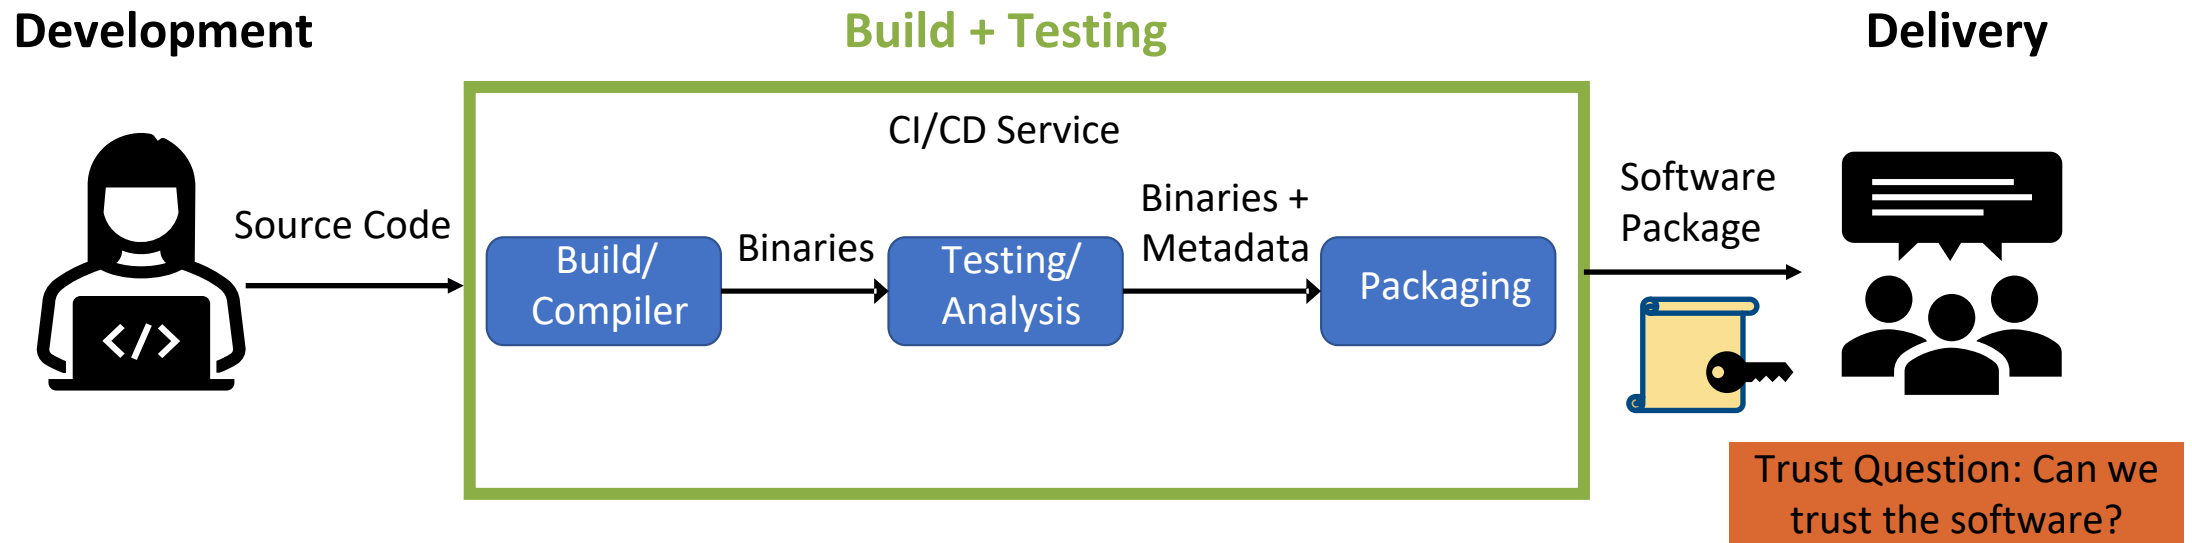 Development
Build + Testing
Delivery
CI/CD Service
Source Code
Build/
Compiler
Binaries
Testing/
Analysis
Binaries +
Metadata
Packaging
Software
Package
</>
Trust Question: Can we
trust the software?